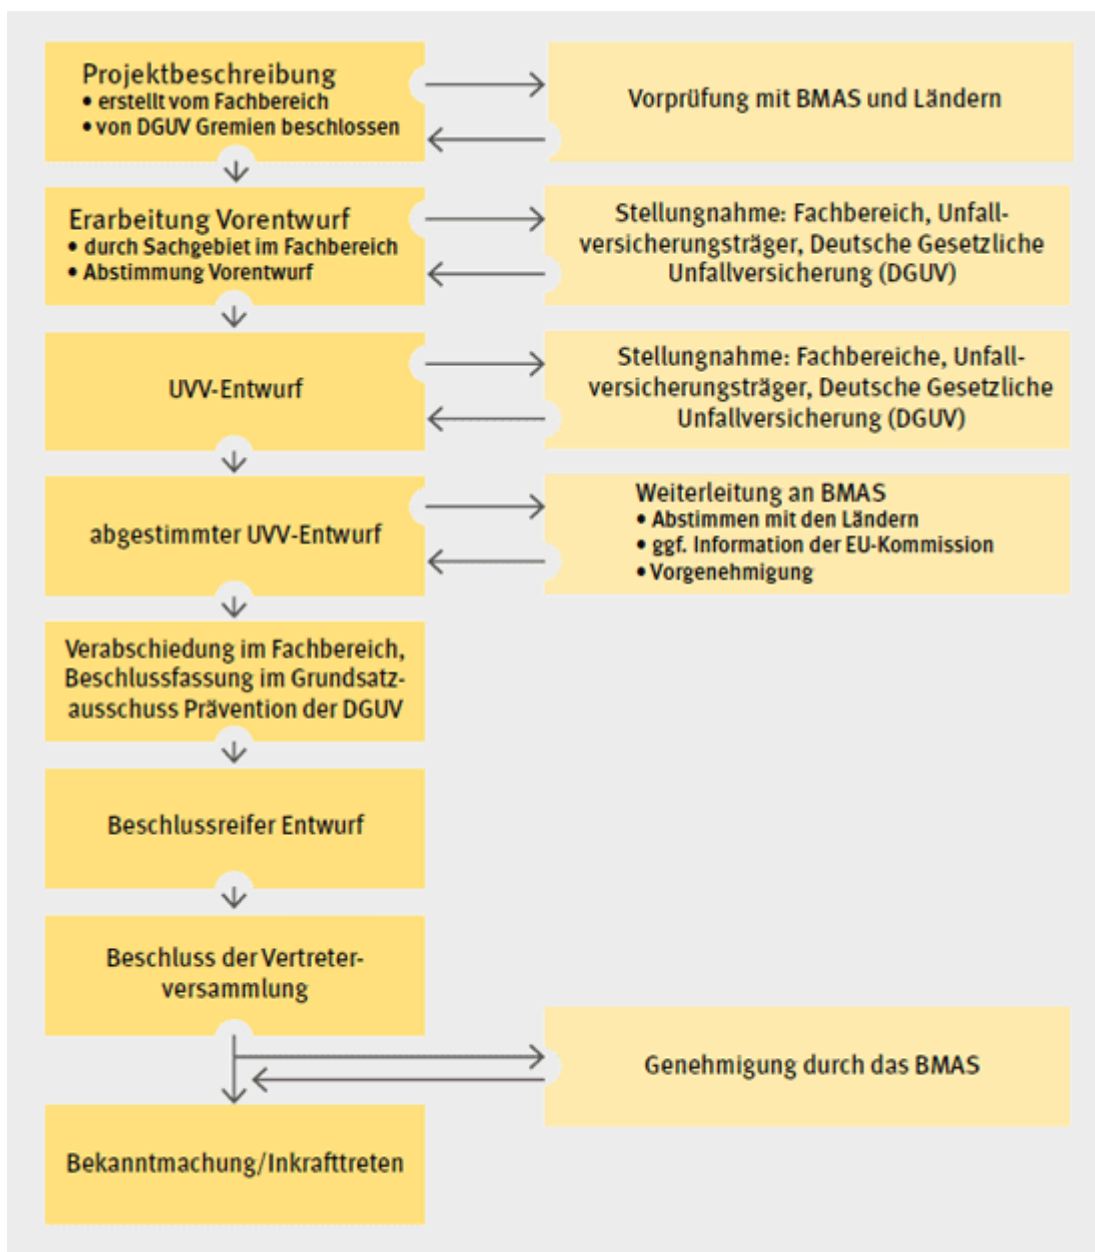 Projektbeschreibung
• erstellt vom Fachbereich
• von DGUV Gremien beschlossen
Vorprüfung mit BMAS und Ländern
Erarbeitung Vorentwurf
• durch Sachgebiet im Fachbereich
• Abstimmung Vorentwurf
Stellungnahme: Fachbereich, Unfall-
versicherungsträger, Deutsche Gesetzliche
Unfallversicherung (DGUV)
UVV-Entwurf
Stellungnahme: Fachbereiche, Unfall-
versicherungsträger, Deutsche Gesetzliche
Unfallversicherung (DGUV)
abgestimmter UVV-Entwurf
Weiterleitung an BMAS
• Abstimmen mit den Ländern
• ggf. Information der EU-Kommission
• Vorgenehmigung
Verabschiedung im Fachbereich,
Beschlussfassung im Grundsatz-
ausschuss Prävention der DGUV
Beschlussreifer Entwurf
Beschluss der Vertreter-
versammlung
Genehmigung durch das BMAS
Bekanntmachung/Inkrafttreten